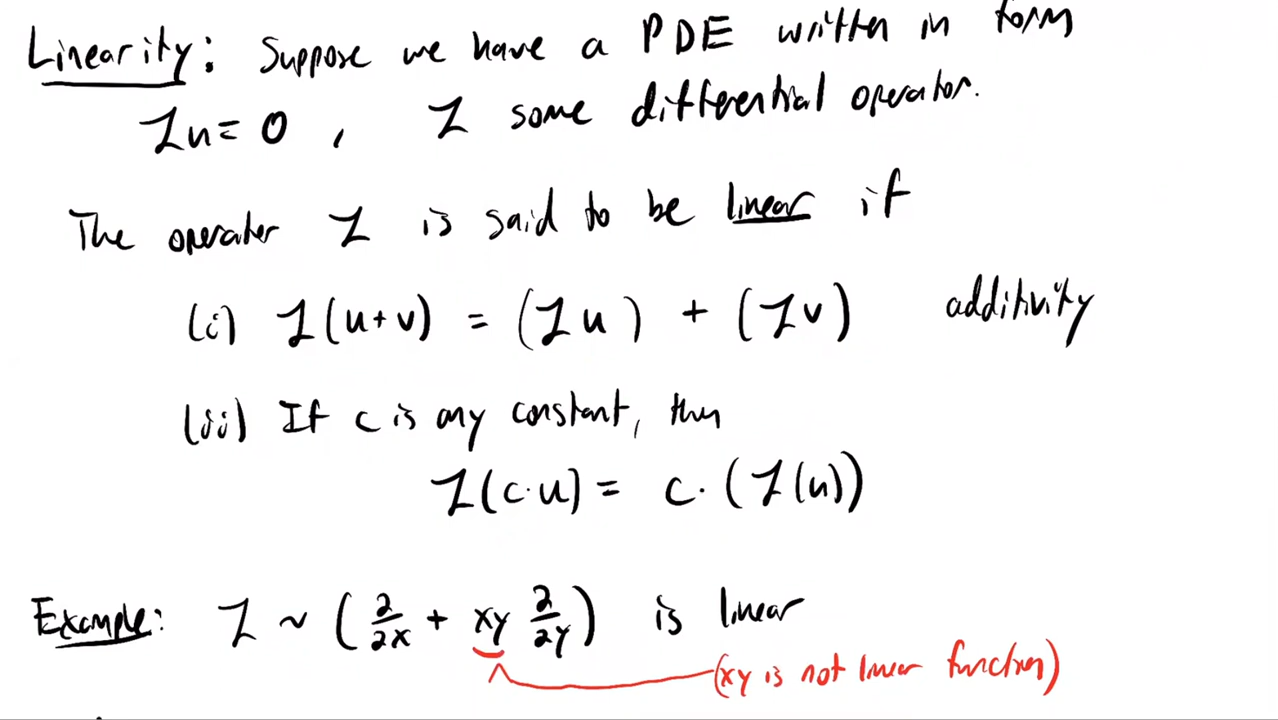 Linearity: Suppose we have a PDE written in form
ℒu = 0 , ℒ some differential operator.
The operater ℒ is said to be linear if
(i) ℒ(u+v) = (ℒu) + (ℒv) additivity
(ii) If c is any constant, then
ℒ(c·u) = c·(ℒ(u))
Example: ℒ ~ (∂/∂x + xy ∂/∂y) is linear
(xy is not linear function)